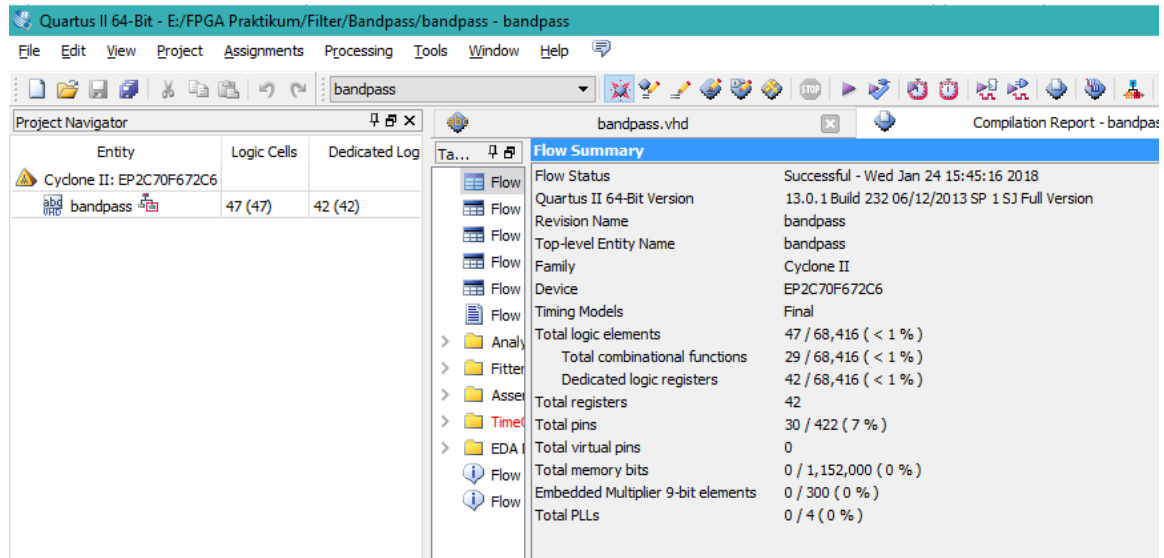 Quartus II 64-Bit - E:/FPGA Praktikum/Filter/Bandpass/bandpass - bandpass
File Edit View Project Assignments Processing Tools Window Help
bandpass
STOP
Project Navigator
Entity Logic Cells Dedicated Log
Cyclone II: EP2C70F672C6
abd VHD bandpass 47 (47) 42 (42)
bandpass.vhd
Compilation Report - bandpas
Ta...
Flow
Flow
Flow
Flow
Flow
Flow
Analy
Fitter
Asse
Time
EDA
Flow
Flow
Flow Summary
Flow Status Successful - Wed Jan 24 15:45:16 2018
Quartus II 64-Bit Version 13.0.1 Build 232 06/12/2013 SP 1 SJ Full Version
Revision Name bandpass
Top-level Entity Name bandpass
Family Cyclone II
Device EP2C70F672C6
Timing Models Final
Total logic elements 47 / 68,416 ( < 1 % )
Total combinational functions 29 / 68,416 ( < 1 % )
Dedicated logic registers 42 / 68,416 ( < 1 % )
Total registers 42
Total pins 30 / 422 ( 7 % )
Total virtual pins 0
Total memory bits 0 / 1,152,000 ( 0 % )
Embedded Multiplier 9-bit elements 0 / 300 ( 0 % )
Total PLLs 0 / 4 ( 0 % )